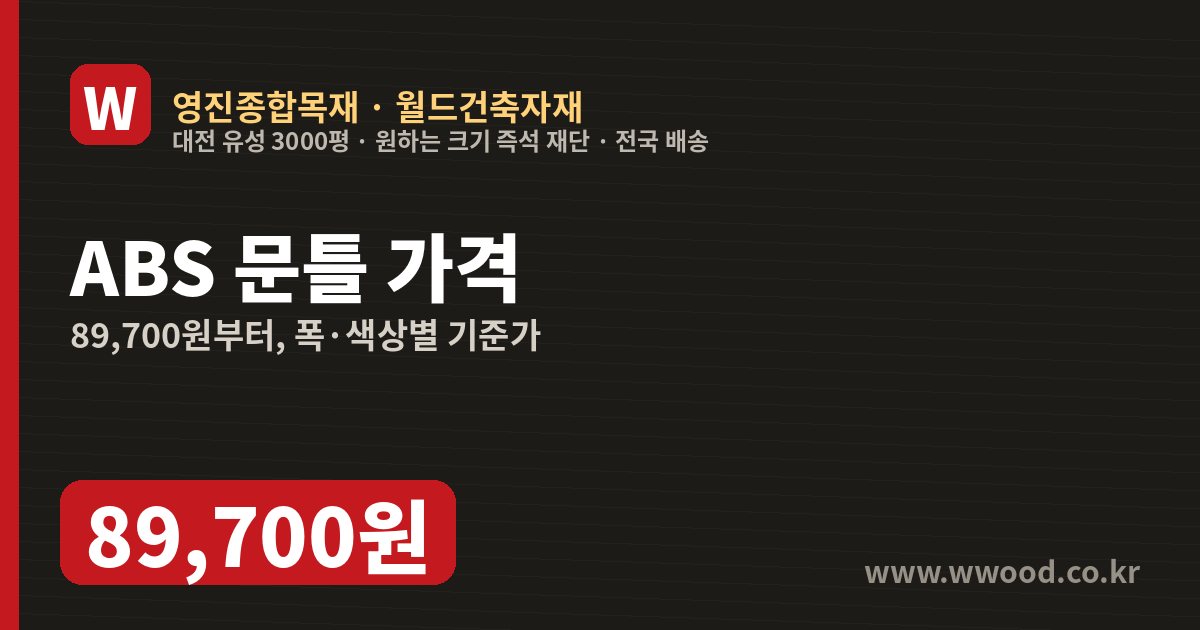 W
영진종합목재 · 월드건축자재
대전 유성 3000평 · 원하는 크기 즉석 재단 · 전국 배송
ABS 문틀 가격
89,700원부터, 폭·색상별 기준가
89,700원
www.wwood.co.kr